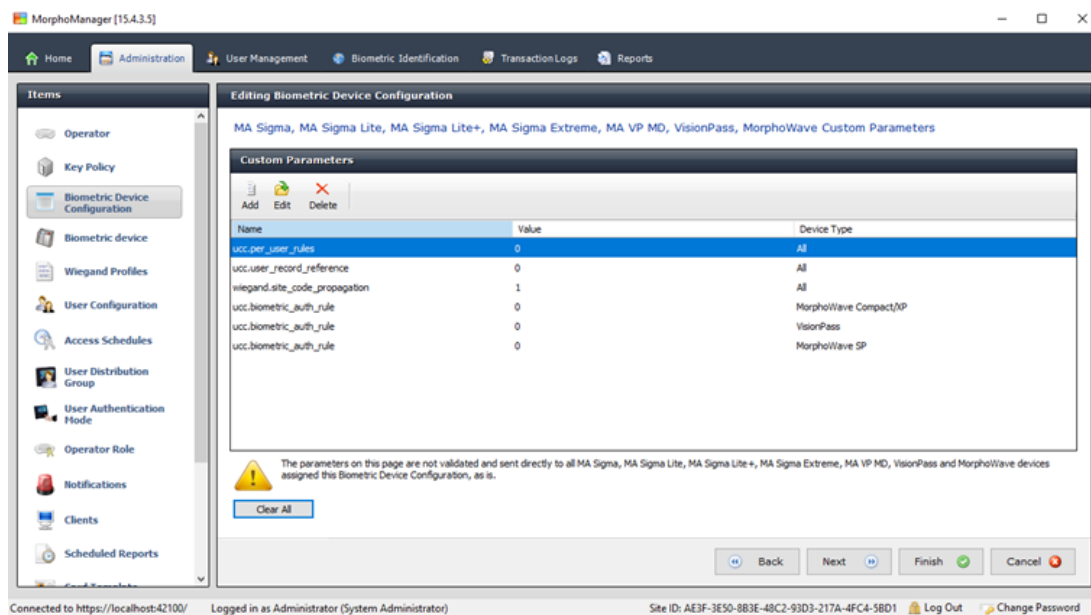 MorphoManager [15.4.3.5]
Home Administration User Management Biometric Identification Transaction Logs Reports
Items
Operator
Key Policy
Biometric Device
Configuration
Biometric device
Wiegand Profiles
User Configuration
Access Schedules
User Distribution
Group
User Authentication
Mode
Operator Role
Notifications
Clients
Scheduled Reports
Card Template
Editing Biometric Device Configuration
MA Sigma, MA Sigma Lite, MA Sigma Lite+, MA Sigma Extreme, MA VP MD, VisionPass, MorphoWave Custom Parameters
Custom Parameters
Add Edit Delete
Name Value Device Type
ucc.per_user_rules 0 All
ucc.user_record_reference 0 All
wiegand.site_code_propagation 1 All
ucc.biometric_auth_rule 0 MorphoWave Compact/XP
ucc.biometric_auth_rule 0 VisionPass
ucc.biometric_auth_rule 0 MorphoWave SP
The parameters on this page are not validated and sent directly to all MA Sigma, MA Sigma Lite, MA Sigma Lite+, MA Sigma Extreme, MA VP MD, VisionPass and MorphoWave devices
assigned this Biometric Device Configuration, as is.
Clear All
Back Next Finish Cancel
Connected to https://localhost:42100/ Logged in as Administrator (System Administrator) Site ID: AE3F-3E50-8B3E-48C2-93D3-217A-4FC4-5BD1 Log Out Change Password